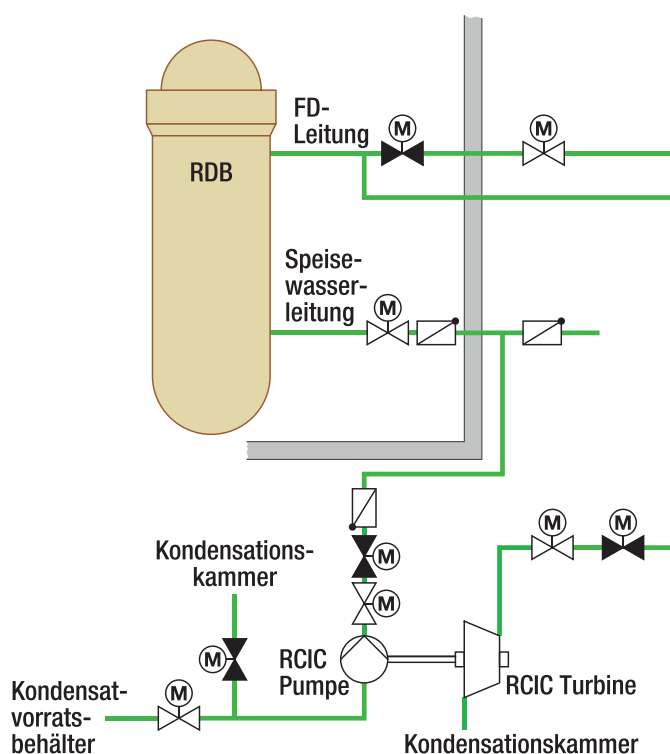 FD-
Leitung
M
M
RDB
Speise-
wasser-
leitung
M
Kondensations-
kammer
M
M
M
M
M
RCIC
Pumpe
RCIC Turbine
M
Kondensat-
vorrats-
behälter
Kondensationskammer